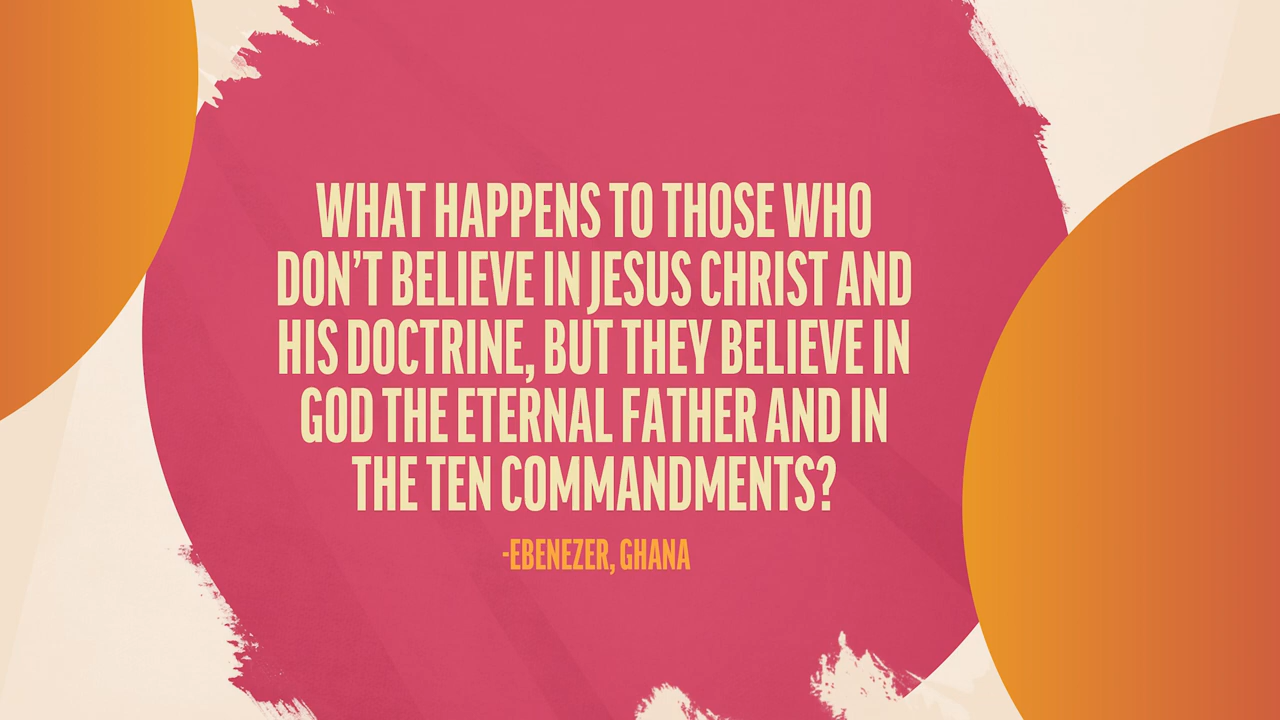 WHAT HAPPENS TO THOSE WHO
DON'T BELIEVE IN JESUS CHRIST AND
HIS DOCTRINE, BUT THEY BELIEVE IN
GOD THE ETERNAL FATHER AND IN
THE TEN COMMANDMENTS?
-EBENEZER, GHANA